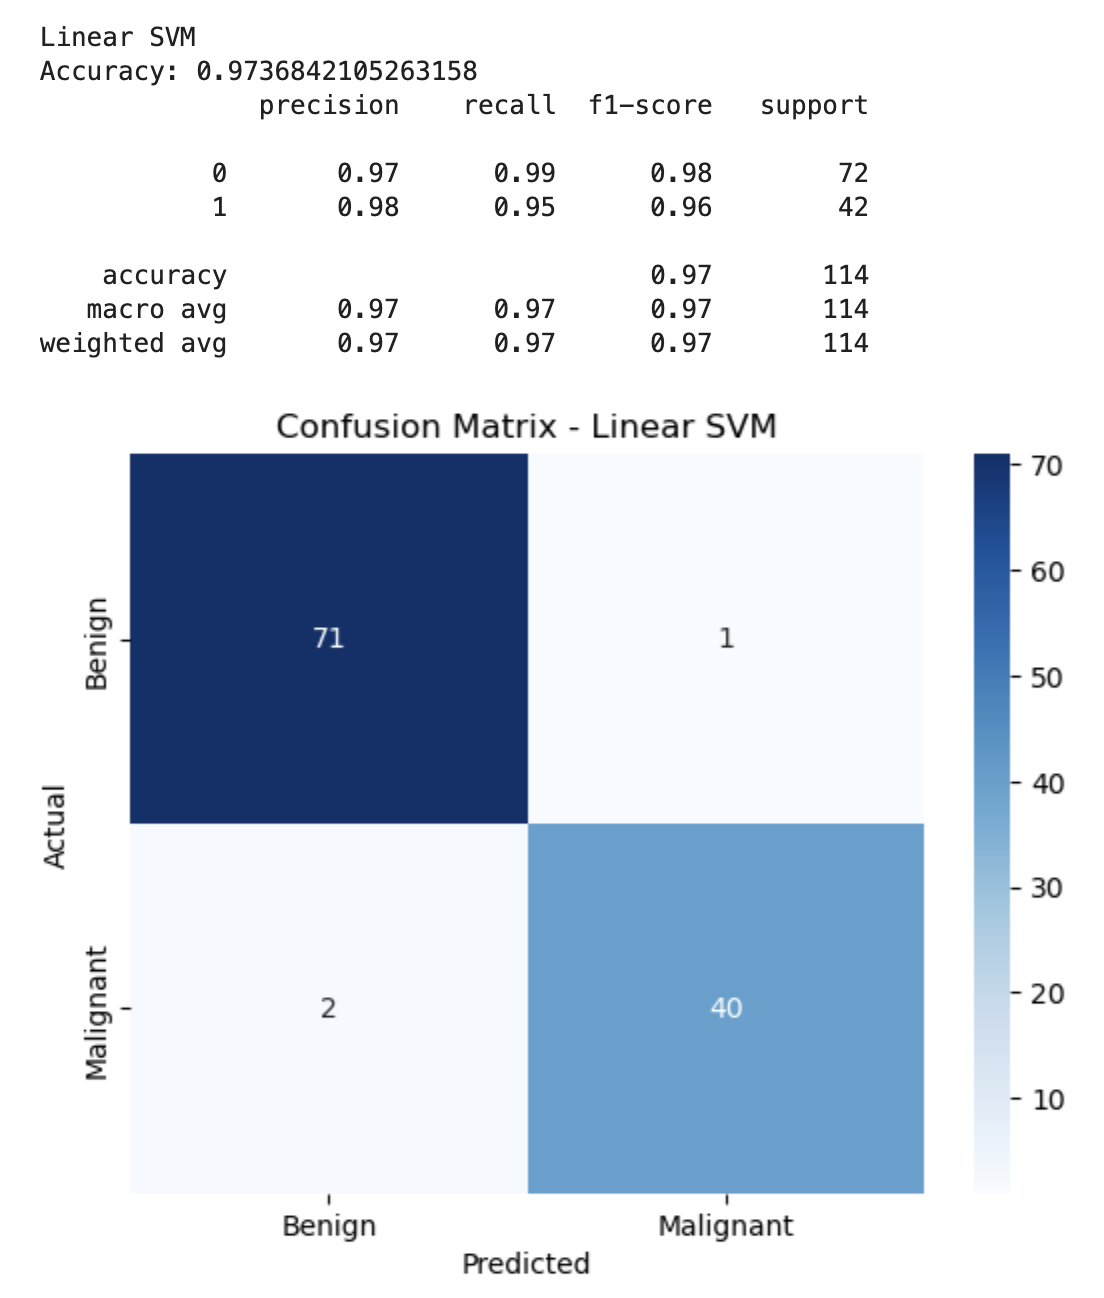 Linear SVM
Accuracy: 0.9736842105263158
precision recall f1-score support
0 0.97 0.99 0.98 72
1 0.98 0.95 0.96 42
accuracy 0.97 114
macro avg 0.97 0.97 0.97 114
weighted avg 0.97 0.97 0.97 114
Confusion Matrix - Linear SVM
Actual
Benign
Malignant
71 1
2 40
Benign Malignant
Predicted
70
60
50
40
30
20
10